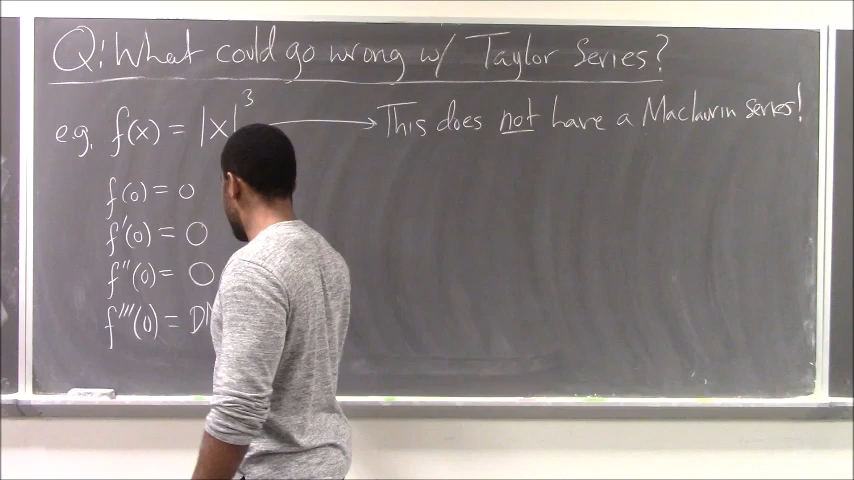 Q: What could go wrong w/ Taylor Series?
e.g. f(x) = |x|³ → This does not have a Maclaurin series!
f(0) = 0
f'(0) = 0
f''(0) = 0
f'''(0) =